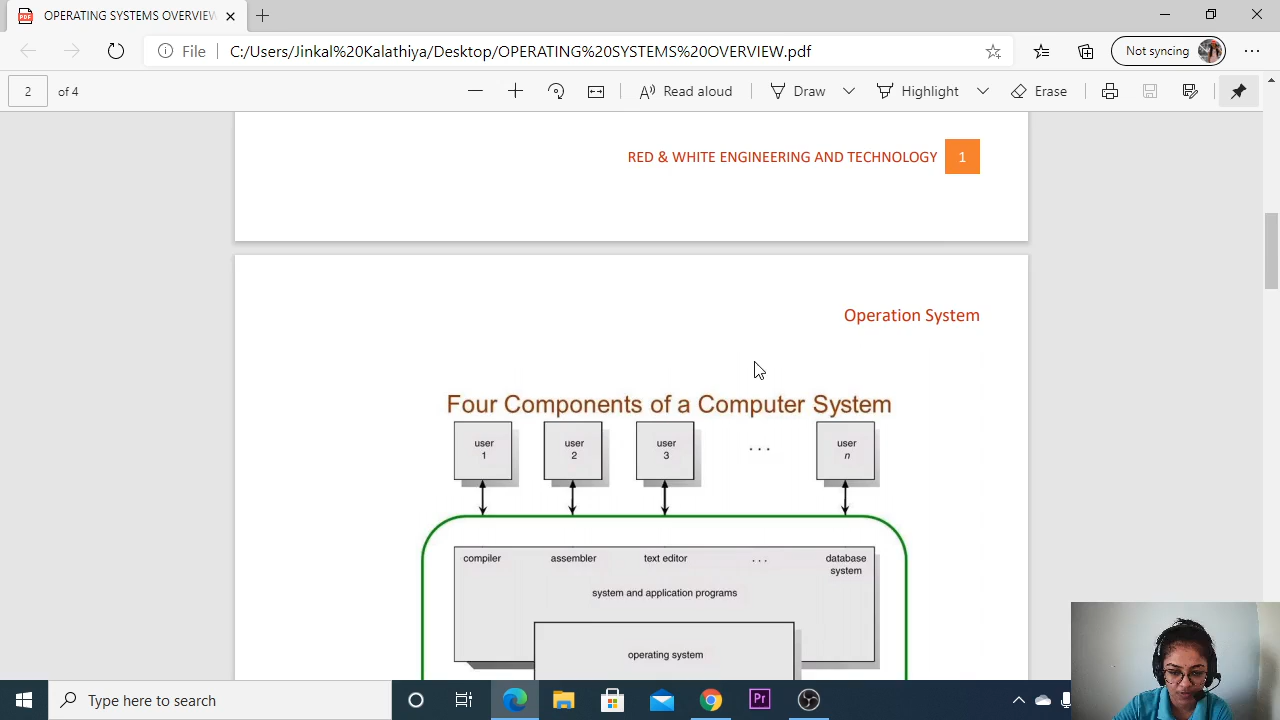 OPERATING SYSTEMS OVERVIEW
File
C:/Users/Jinkal%20Kalathiya/Desktop/OPERATING%20SYSTEMS%20OVERVIEW.pdf
Not syncing
2 of 4
Read aloud
Draw
Highlight
Erase
RED & WHITE ENGINEERING AND TECHNOLOGY 1
Operation System
Four Components of a Computer System
user user user ... user
1 2 3 n
compiler assembler text editor ... database
system
system and application programs
operating system
Type here to search
Pr